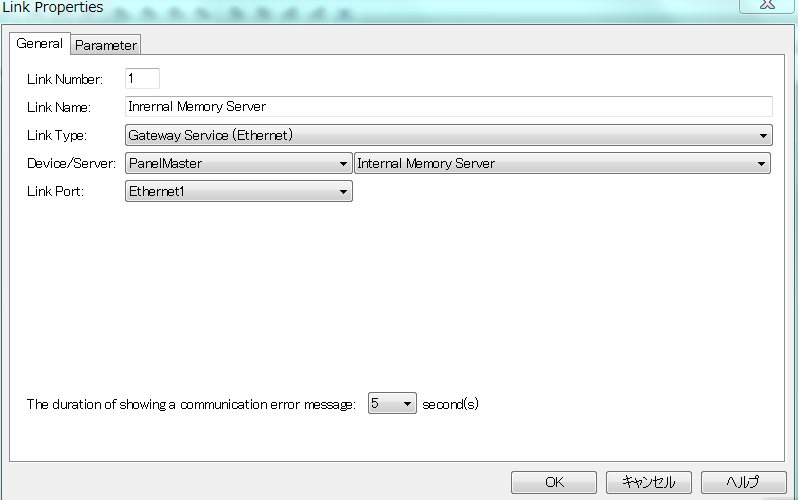 Link Properties
General Parameter
Link Number: 1
Link Name: Inrernal Memory Server
Link Type: Gateway Service (Ethernet)
Device/Server: PanelMaster Internal Memory Server
Link Port: Ethernet1
The duration of showing a communication error message: 5 second(s)
OK キャンセル ヘルプ